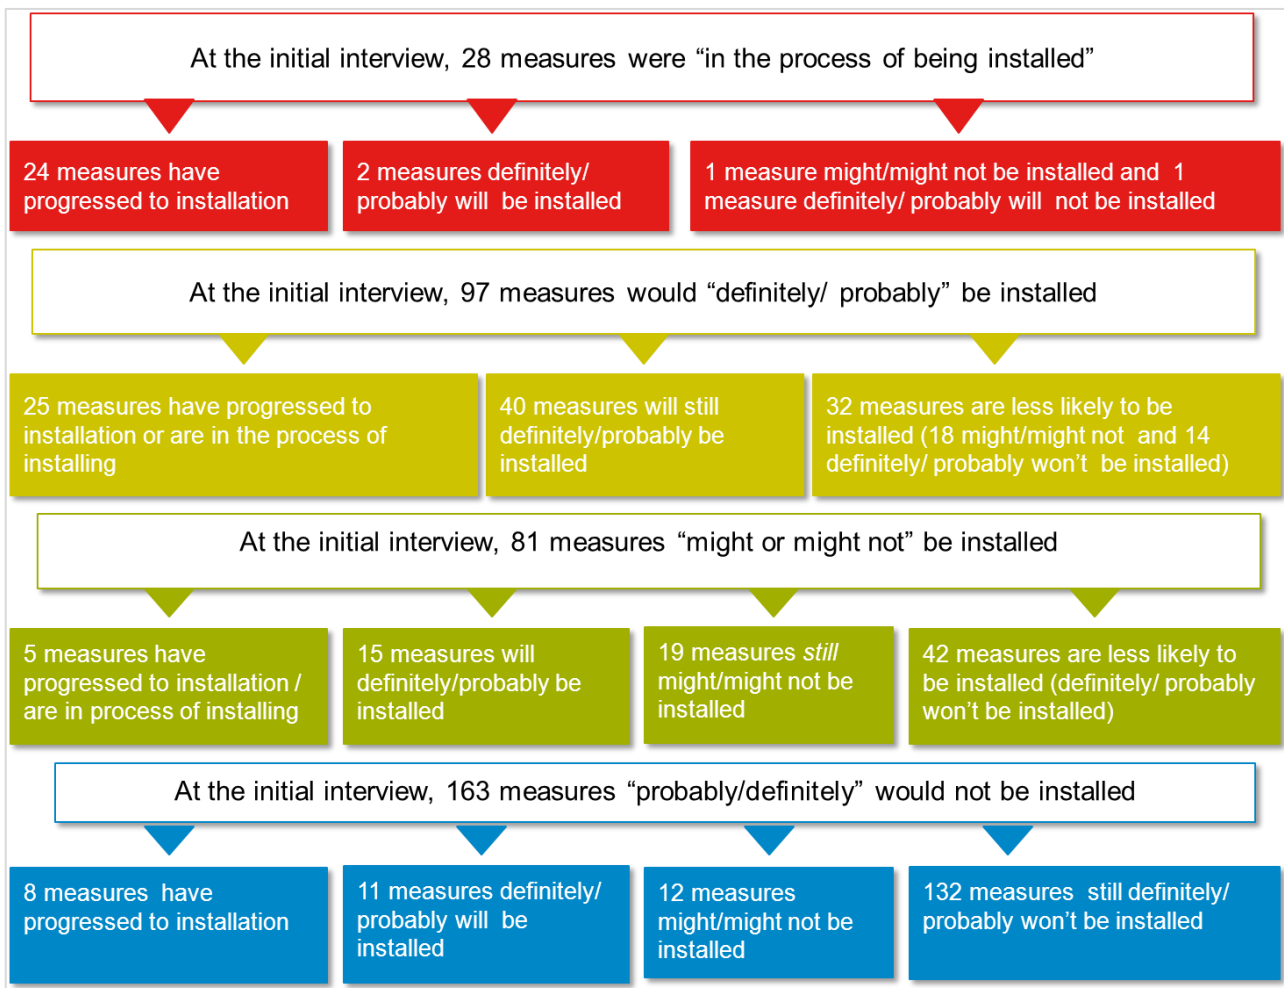 At the initial interview, 28 measures were “in the process of being installed”
24 measures have
progressed to installation
2 measures definitely/
probably will be installed
1 measure might/might not be installed and 1
measure definitely/ probably will not be installed
At the initial interview, 97 measures would “definitely/ probably” be installed
25 measures have progressed to
installation or are in the process of
installing
40 measures will still
definitely/probably be
installed
32 measures are less likely to be
installed (18 might/might not and 14
definitely/ probably won’t be installed)
At the initial interview, 81 measures “might or might not” be installed
5 measures have
progressed to installation /
are in process of installing
15 measures will
definitely/probably be
installed
19 measures still
might/might not be
installed
42 measures are less likely to
be installed (definitely/ probably
won’t be installed)
At the initial interview, 163 measures “probably/definitely” would not be installed
8 measures have
progressed to installation
11 measures definitely/
probably will be
installed
12 measures
might/might not be
installed
132 measures still definitely/
probably won’t be installed